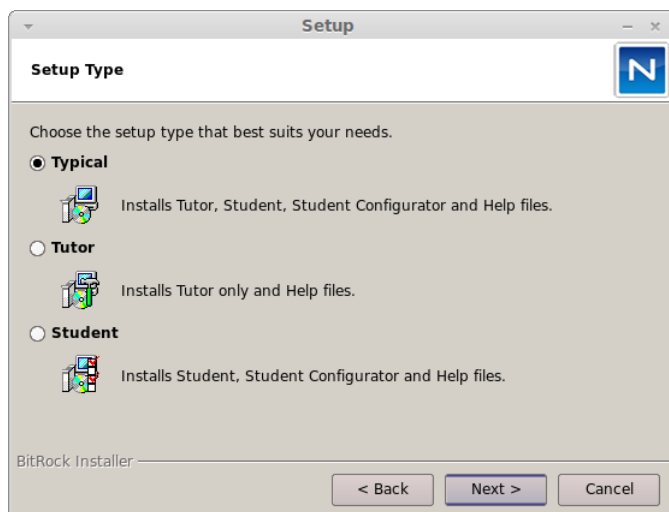 Setup
Setup Type
N
Choose the setup type that best suits your needs.
Typical
Installs Tutor, Student, Student Configurator and Help files.
Tutor
Installs Tutor only and Help files.
Student
Installs Student, Student Configurator and Help files.
BitRock Installer
< Back Next > Cancel